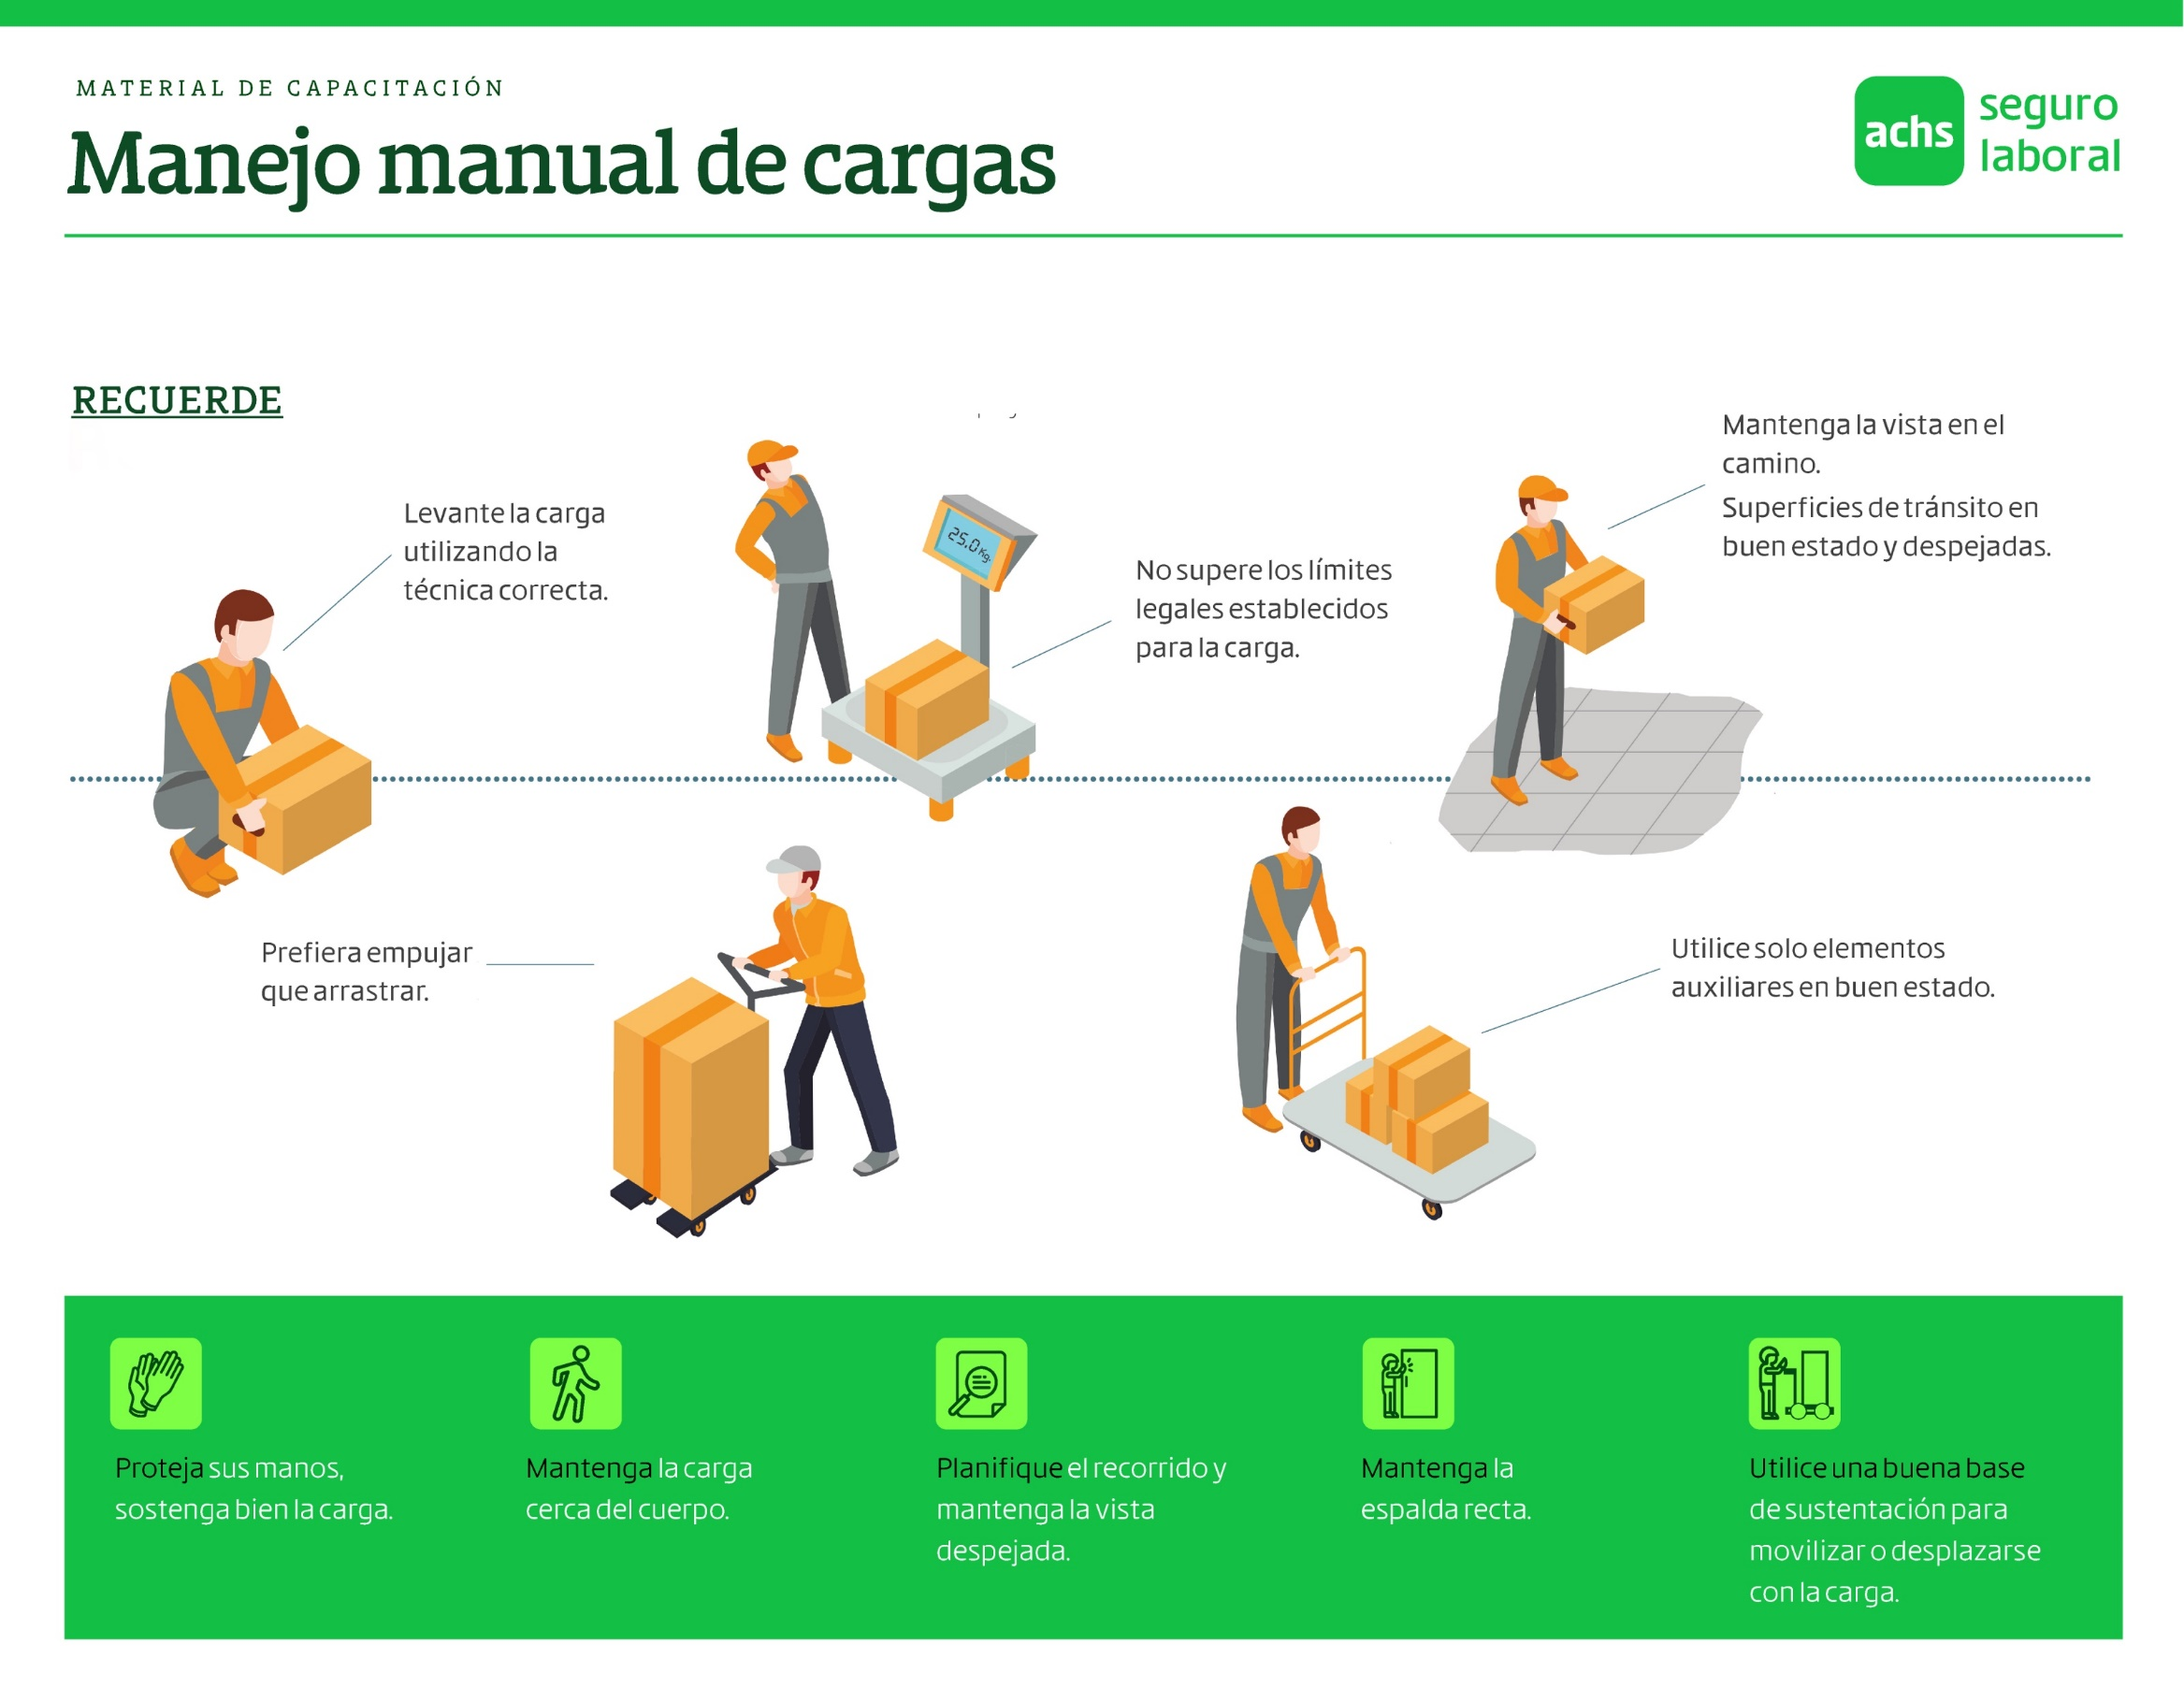 MATERIAL DE CAPACITACIÓN
Manejo manual de cargas
achs
seguro
laboral
RECUERDE
Levante la carga
utilizando la
técnica correcta.
25.0 Kg.
No supere los límites
legales establecidos
para la carga.
Mantenga la vista en el
camino.
Superficies de tránsito en
buen estado y despejadas.
Prefiera empujar
que arrastrar.
Utilice solo elementos
auxiliares en buen estado.
Proteja sus manos,
sostenga bien la carga.
Mantenga la carga
cerca del cuerpo.
Planifique el recorrido y
mantenga la vista
despejada.
Mantenga la
espalda recta.
Utilice una buena base
de sustentación para
movilizar o desplazarse
con la carga.